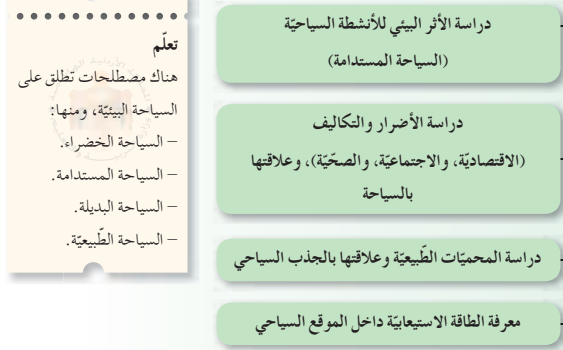 دراسة الأثر البيئي للأنشطة السياحيّة
(السياحة المستدامة)
دراسة الأضرار والتكاليف
(الاقتصاديّة، والاجتماعيّة، والصحّيّة)، وعلاقتها
بالسياحة
دراسة المحميّات الطّبيعيّة وعلاقتها بالجذب السياحي
معرفة الطاقة الاستيعابيّة داخل الموقع السياحي
تعلّم
هناك مصطلحات تطلق على
السياحة البيئيّة، ومنها:
– السياحة الخضراء.
– السياحة المستدامة.
– السياحة البديلة.
– السياحة الطّبيعيّة.